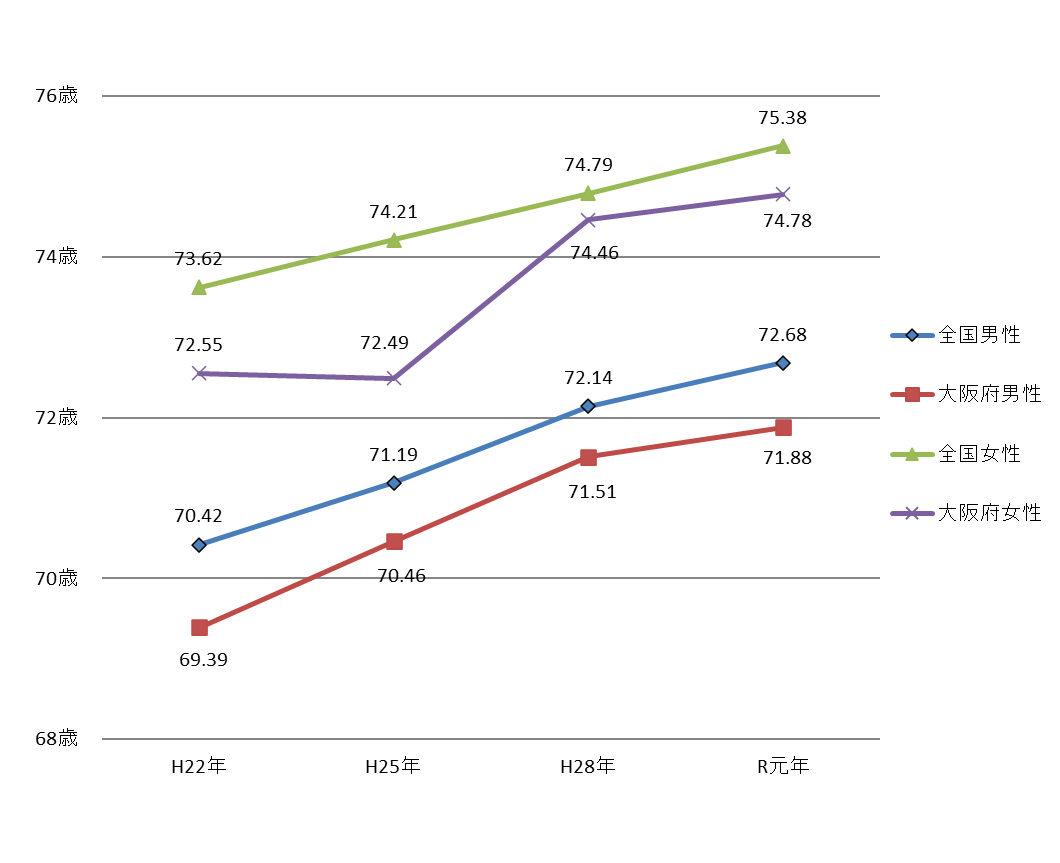 76歳
75.38
74.79
74.21
74.78
74歳
73.62
74.46
72.55
72.49
72.68
全国男性
72.14
大阪府男性
72歳
71.19
71.88
全国女性
71.51
70.42
大阪府女性
70歳
70.46
69.39
68歳
H22年
H25年
H28年
R元年